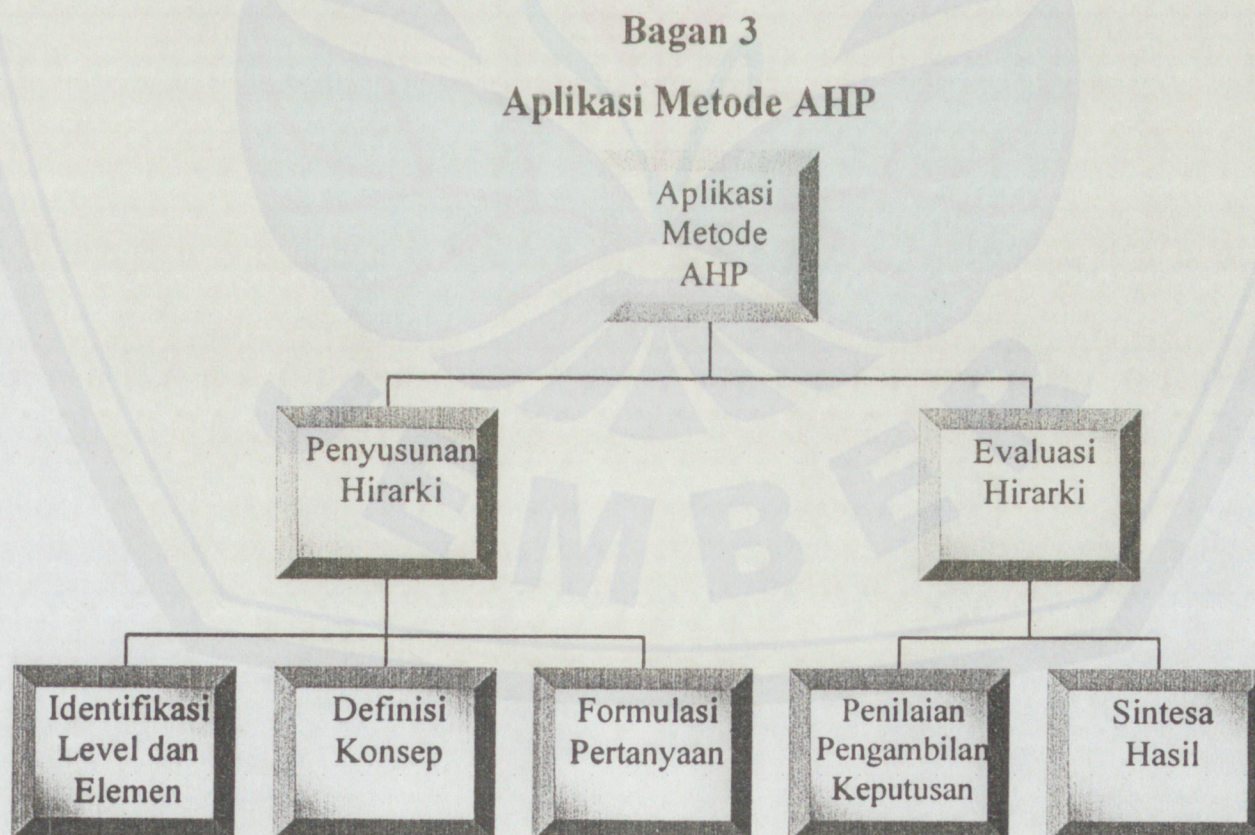 Bagan 3
Aplikasi Metode AHP
Aplikasi
Metode
AHP
Penyusunan
Hirarki
Evaluasi
Hirarki
Identifikasi
Level dan
Elemen
Definisi
Konsep
Formulasi
Pertanyaan
Penilaian
Pengambilan
Keputusan
Sintesa
Hasil
JEMBER